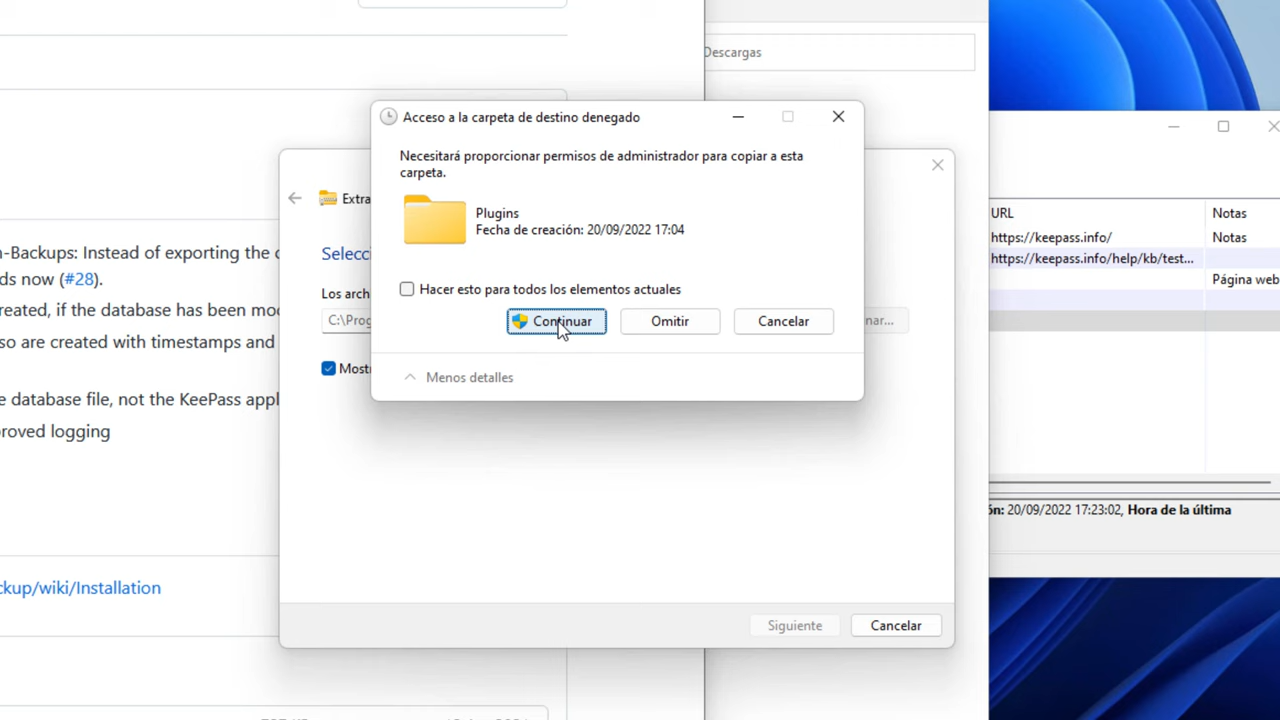 Descargas
Acceso a la carpeta de destino denegado
Necesitará proporcionar permisos de administrador para copiar a esta
carpeta.
Plugins
Fecha de creación: 20/09/2022 17:04
Hacer esto para todos los elementos actuales
Continuar
Omitir
Cancelar
Menos detalles
Extra
Selecci
Los arch
C:\Prog
nar...
Most
Siguiente
Cancelar
n-Backups: Instead of exporting the c
ds now (#28).
reated, if the database has been mod
so are created with timestamps and
e database file, not the KeePass appl
roved logging
ckup/wiki/Installation
URL
Notas
https://keepass.info/
Notas
https://keepass.info/help/kb/test...
Página web
ón: 20/09/2022 17:23:02, Hora de la última